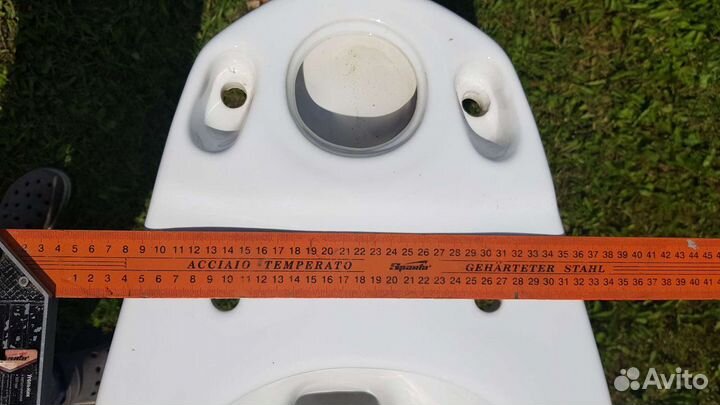 2 3 4 5 6 7 8 9 10 11 12 13 14 15 16 17 18 19 20 21 22 23 24 25 26 27 28 29 30 31 32 33 34 35 36 37 38 39 40 41 42 43 44 45
ACCIAIO TEMPERATO Sparta GEHÄRTETER STAHL
1 2 3 4 5 6 7 8 9 10 11 12 13 14 15 16 17 18 19 20 21 22 23 24 25 26 27 28 29 30 31 32 33 34 35 36 37 38 39 40 41
Avito